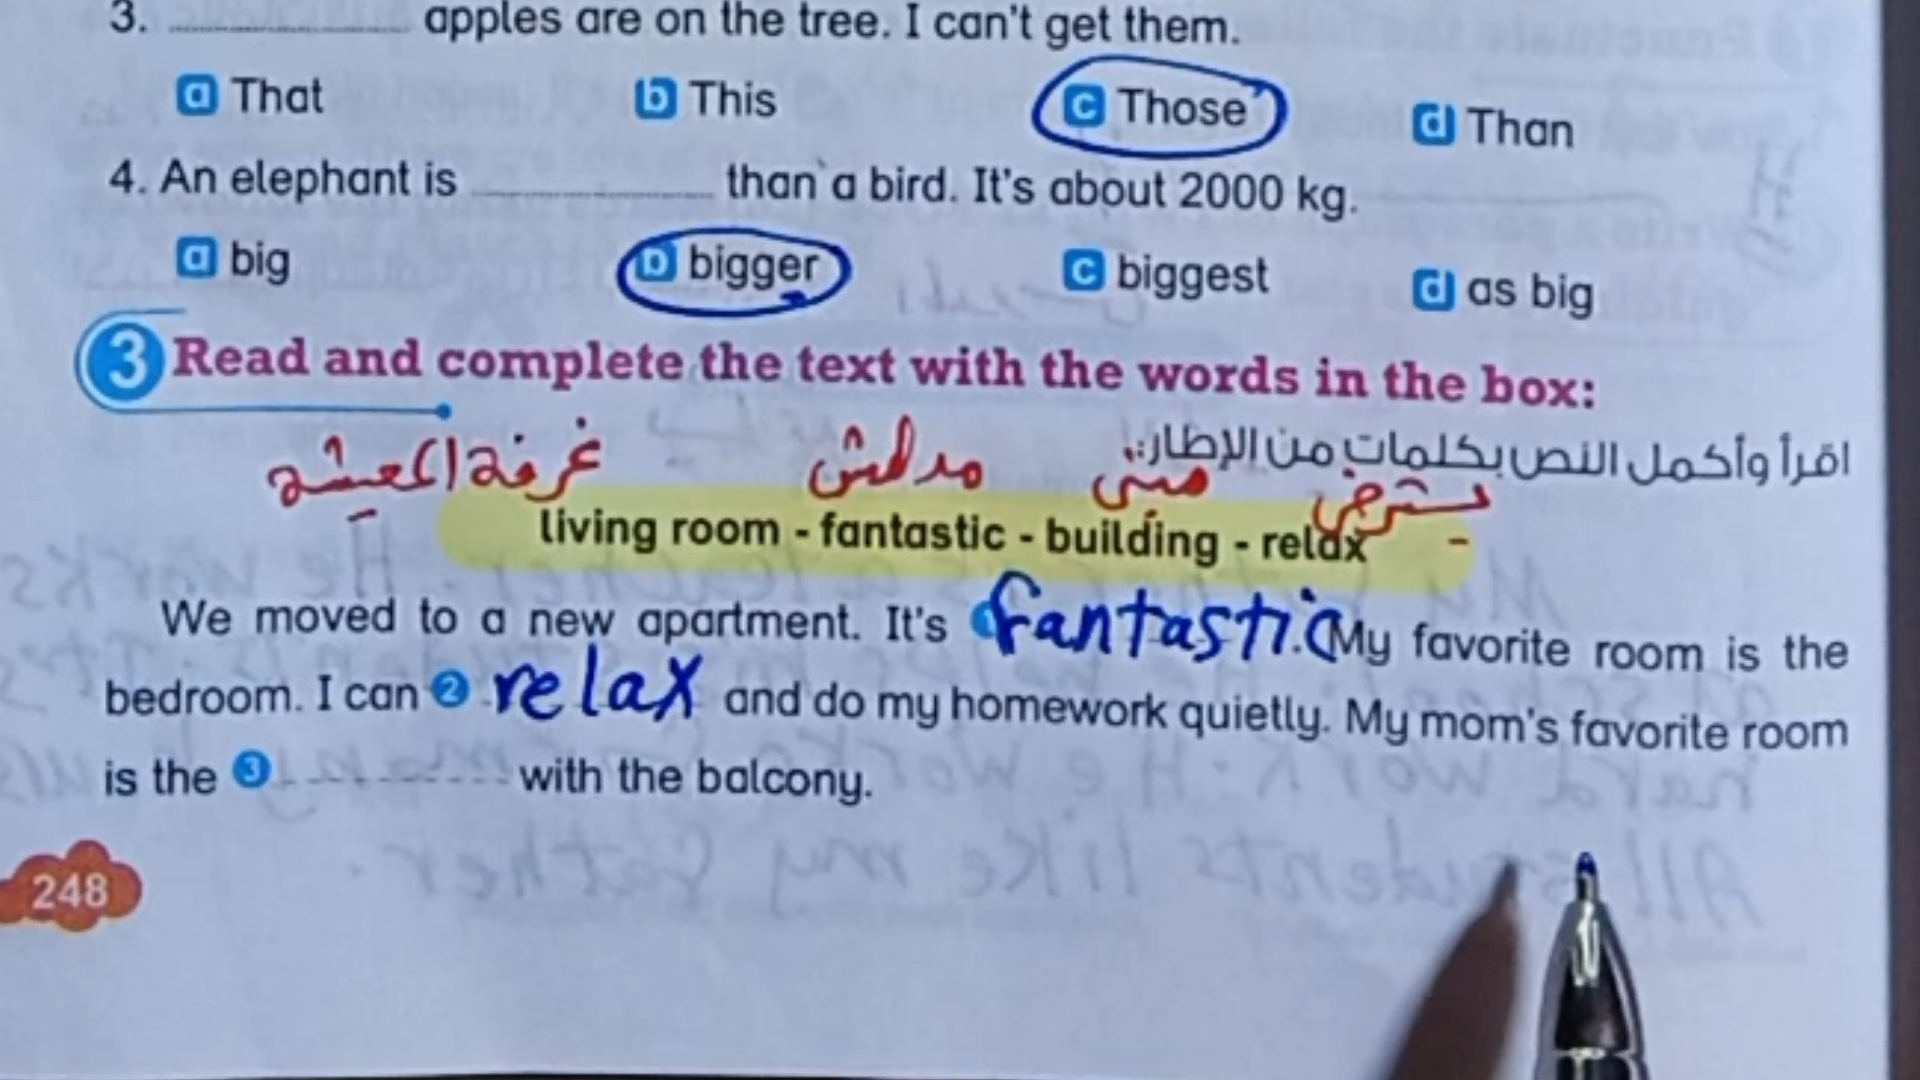 3. ............ apples are on the tree. I can't get them.
a That b This c Those d Than
4. An elephant is ............ than a bird. It's about 2000 kg.
a big b bigger c biggest d as big
3 Read and complete the text with the words in the box:
اقرأ وأكمل النص بكلمات من الإطار:
غرفة المعيشه مدهش مبنى يسترخى
living room - fantastic - building - relax
We moved to a new apartment. It's 1 fantastic. My favorite room is the
bedroom. I can 2 relax and do my homework quietly. My mom's favorite room
is the 3 ............ with the balcony.
248